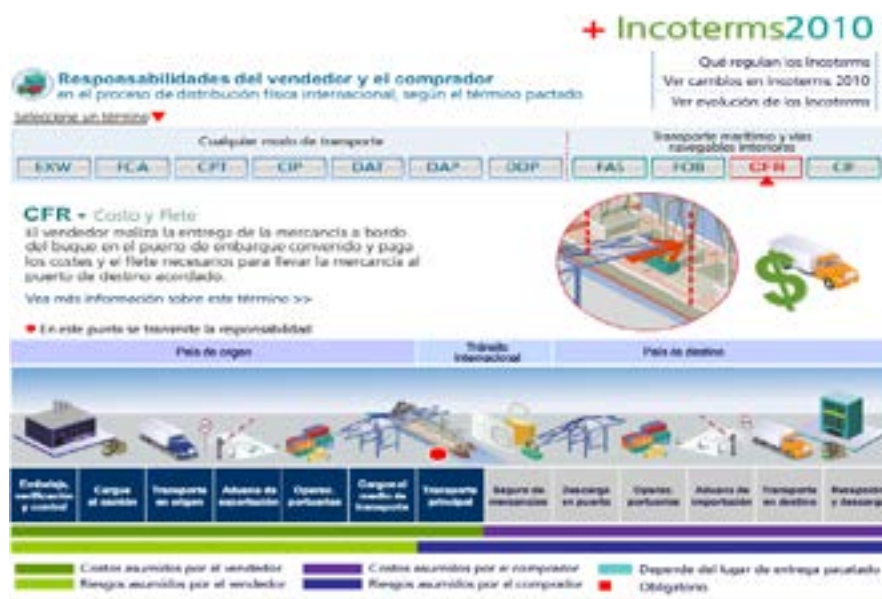 + Incoterms2010
Qué regulan los Incoterms
Ver cambios en Incoterms 2010
Ver evolución de los Incoterms
Responsabilidades del vendedor y el comprador
en el proceso de distribución física internacional, según el término pactado
Seleccione un término
Cualquier modo de transporte
Transporte marítimo y vías
navegables interiores
EXW FCA CPT CIP DAT DAP DDP FAS FOB CFR CIF
CFR - Costo y Flete
El vendedor realiza la entrega de la mercancía a bordo
del buque en el puerto de embarque convenido y paga
los costes y el flete necesarios para llevar la mercancía al
puerto de destino acordado.
Vea más información sobre este término >>
En este punto se transmite la responsabilidad
País de origen
Tránsito
Internacional
País de destino
Embalaje,
verificación
y control
Cargue
al camión
Transporte
en origen
Aduana de
exportación
Operac.
portuarias
Cargue al
medio de
transporte
Transporte
principal
Seguro de
mercancías
Descarga
en puerto
Operac.
portuarias
Aduana de
importación
Transporte
en destino
Recepción
y descarga
Costos asumidos por el vendedor
Costos asumidos por el comprador
Depende del lugar de entrega pactado
Riesgos asumidos por el vendedor
Riesgos asumidos por el comprador
Obligatorio